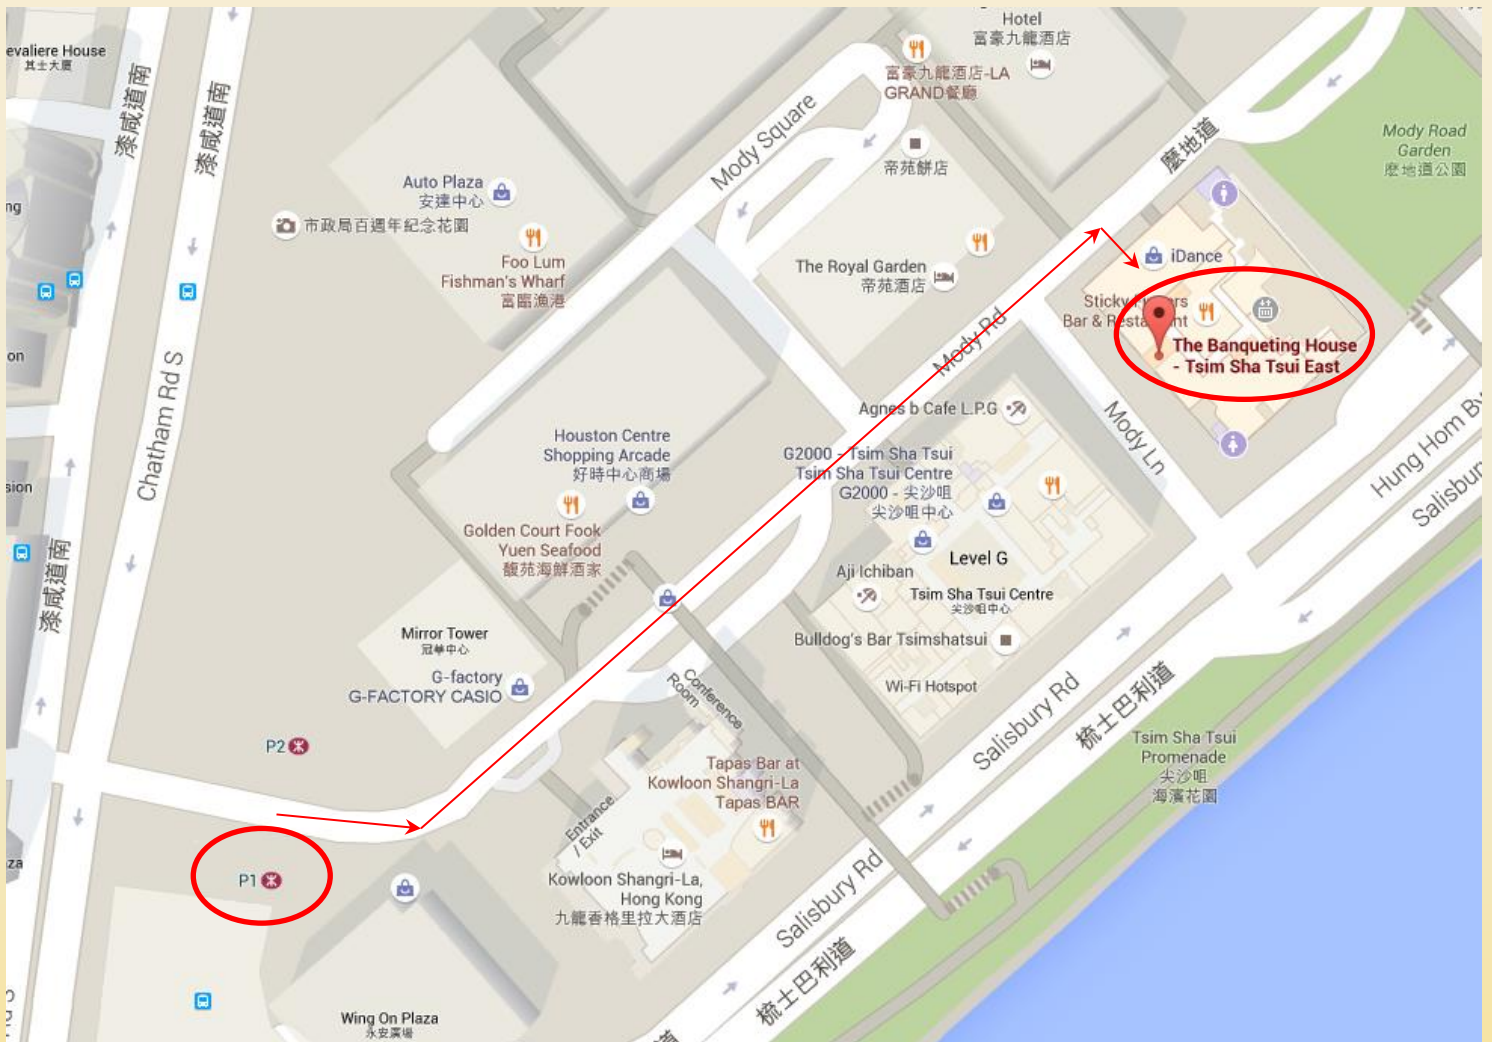 Hotel
富豪九龍酒店
evaliere House
其士大廈
富豪九龍酒店-LA
GRAND餐廳
漆咸道南
漆咸道南
Mody Square
麼地道
Mody Road
Garden
麼地道公園
帝苑餅店
Auto Plaza
安達中心
ng
市政局百週年紀念花園
Foo Lum
Fishman's Wharf
富臨漁港
The Royal Garden
帝苑酒店
iDance
Sticky Fingers
Bar & Restaurant
The Banqueting House
- Tsim Sha Tsui East
Mody Rd
on
Chatham Rd S
Agnes b Cafe L.P.G
Mody Ln
Hung Hom By
Houston Centre
Shopping Arcade
好時中心商場
G2000 - Tsim Sha Tsui
Tsim Sha Tsui Centre
G2000 - 尖沙咀
尖沙咀中心
sion
Salisbury
Golden Court Fook
Yuen Seafood
馥苑海鮮酒家
漆咸道南
Level G
Aji Ichiban
Tsim Sha Tsui Centre
尖沙咀中心
Mirror Tower
冠華中心
Bulldog's Bar Tsimshatsui
G-factory
G-FACTORY CASIO
Conference
Room
Wi-Fi Hotspot
Salisbury Rd
梳士巴利道
P2
Tsim Sha Tsui
Promenade
尖沙咀
海濱花園
Tapas Bar at
Kowloon Shangri-La
Tapas BAR
Entrance
/ Exit
za
P1
Kowloon Shangri-La,
Hong Kong
九龍香格里拉大酒店
Salisbury Rd
梳士巴利道
Wing On Plaza
永安廣場
道